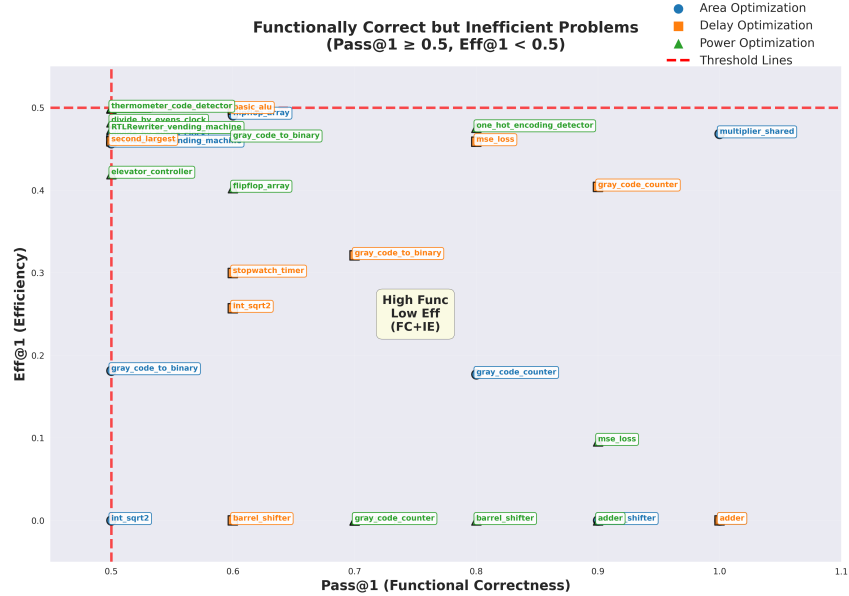 Functionally Correct but Inefficient Problems
(Pass@1 ≥ 0.5, Eff@1 < 0.5)
Area Optimization
Delay Optimization
Power Optimization
Threshold Lines
Eff@1 (Efficiency)
0.5
0.4
0.3
0.2
0.1
0.0
thermometer_code_detector
basic_alu
flipflop_array
divide_by_evens_clock
RTLRewriter_vending_machine
gray_code_to_binary
second_largest
nding_machine
one_hot_encoding_detector
mse_loss
multiplier_shared
elevator_controller
flipflop_array
gray_code_counter
gray_code_to_binary
stopwatch_timer
int_sqrt2
High Func
Low Eff
(FC+IE)
gray_code_to_binary
gray_code_counter
mse_loss
int_sqrt2
barrel_shifter
gray_code_counter
barrel_shifter
adder
_shifter
adder
0.5
0.6
0.7
0.8
0.9
1.0
1.1
Pass@1 (Functional Correctness)